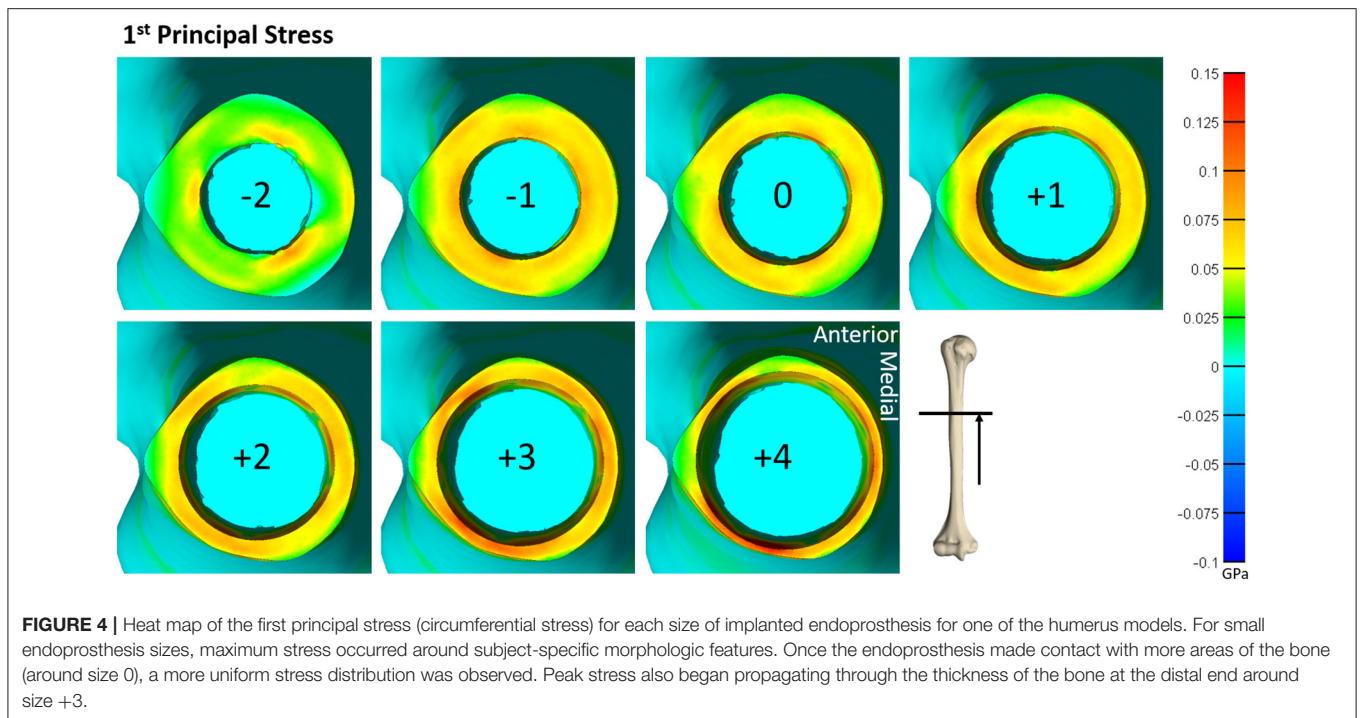 1st Principal Stress
-2
-1
0
+1
+2
+3
+4
Anterior
Medial
0.15
0.125
0.1
0.075
0.05
0.025
0
-0.025
-0.05
-0.075
-0.1
GPa
FIGURE 4 | Heat map of the first principal stress (circumferential stress) for each size of implanted endoprosthesis for one of the humerus models. For small
endoprosthesis sizes, maximum stress occurred around subject-specific morphologic features. Once the endoprosthesis made contact with more areas of the bone
(around size 0), a more uniform stress distribution was observed. Peak stress also began propagating through the thickness of the bone at the distal end around
size +3.